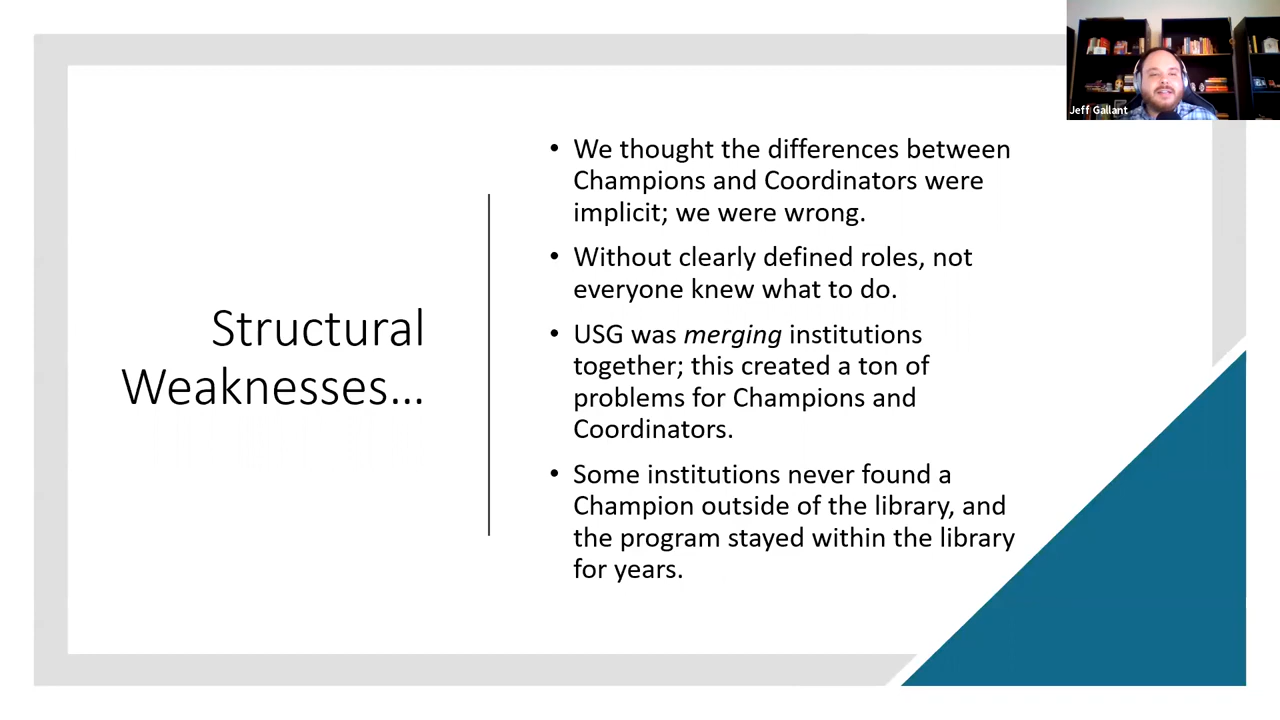 Jeff Gallant
Structural
Weaknesses...
• We thought the differences between
Champions and Coordinators were
implicit; we were wrong.
• Without clearly defined roles, not
everyone knew what to do.
• USG was merging institutions
together; this created a ton of
problems for Champions and
Coordinators.
• Some institutions never found a
Champion outside of the library, and
the program stayed within the library
for years.